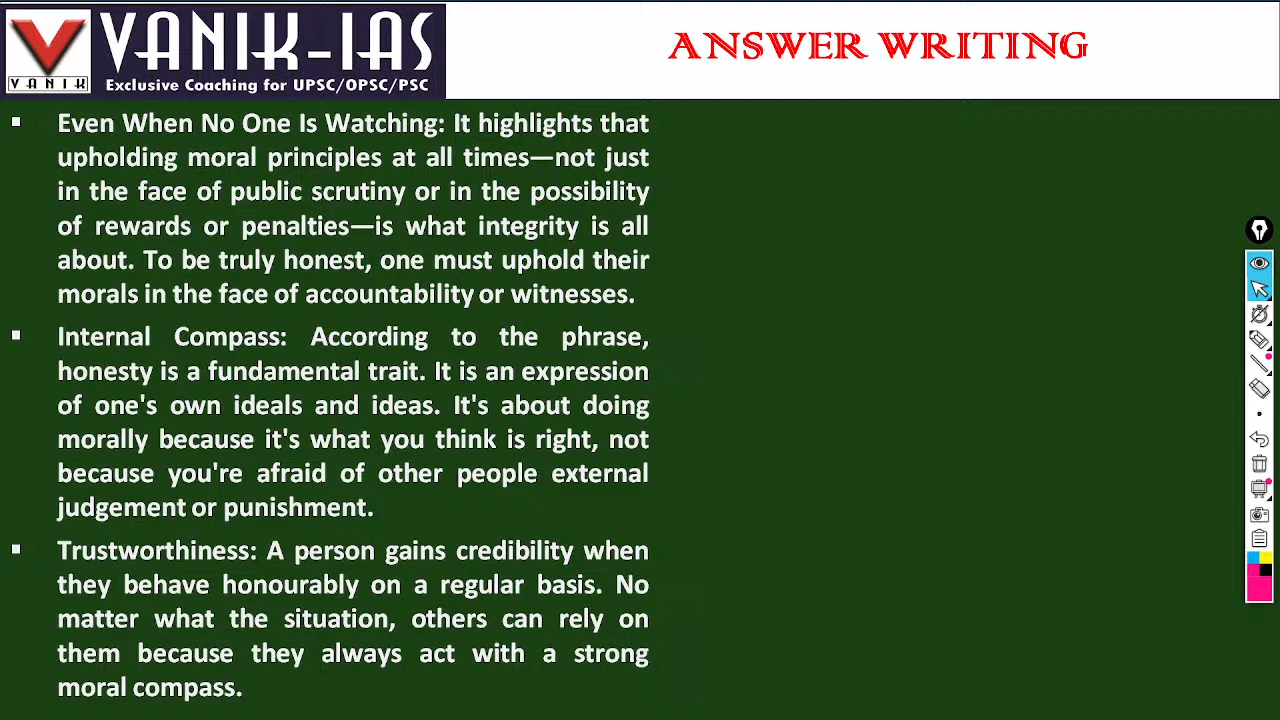 VANIK-IAS
VANIK
Exclusive Coaching for UPSC/OPSC/PSC
ANSWER WRITING
▪ Even When No One Is Watching: It highlights that
upholding moral principles at all times—not just
in the face of public scrutiny or in the possibility
of rewards or penalties—is what integrity is all
about. To be truly honest, one must uphold their
morals in the face of accountability or witnesses.
▪ Internal Compass: According to the phrase,
honesty is a fundamental trait. It is an expression
of one's own ideals and ideas. It's about doing
morally because it's what you think is right, not
because you're afraid of other people external
judgement or punishment.
▪ Trustworthiness: A person gains credibility when
they behave honourably on a regular basis. No
matter what the situation, others can rely on
them because they always act with a strong
moral compass.